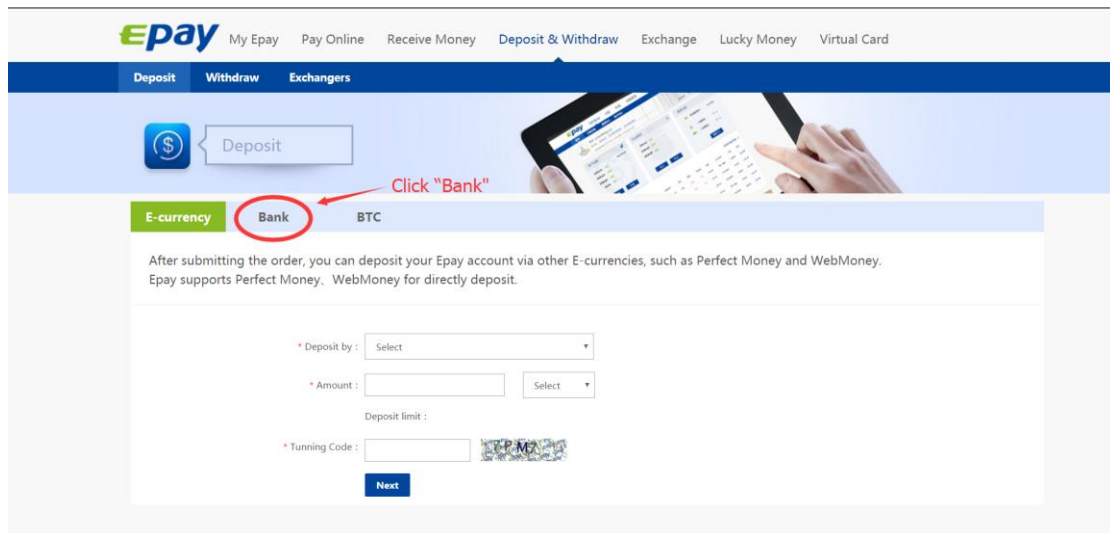 Epay My Epay Pay Online Receive Money Deposit & Withdraw Exchange Lucky Money Virtual Card
Deposit Withdraw Exchangers
Deposit
Click "Bank"
E-currency Bank BTC
After submitting the order, you can deposit your Epay account via other E-currencies, such as Perfect Money and WebMoney.
Epay supports Perfect Money、WebMoney for directly deposit.
* Deposit by : Select
* Amount : Select
Deposit limit :
* Tunning Code :
Next